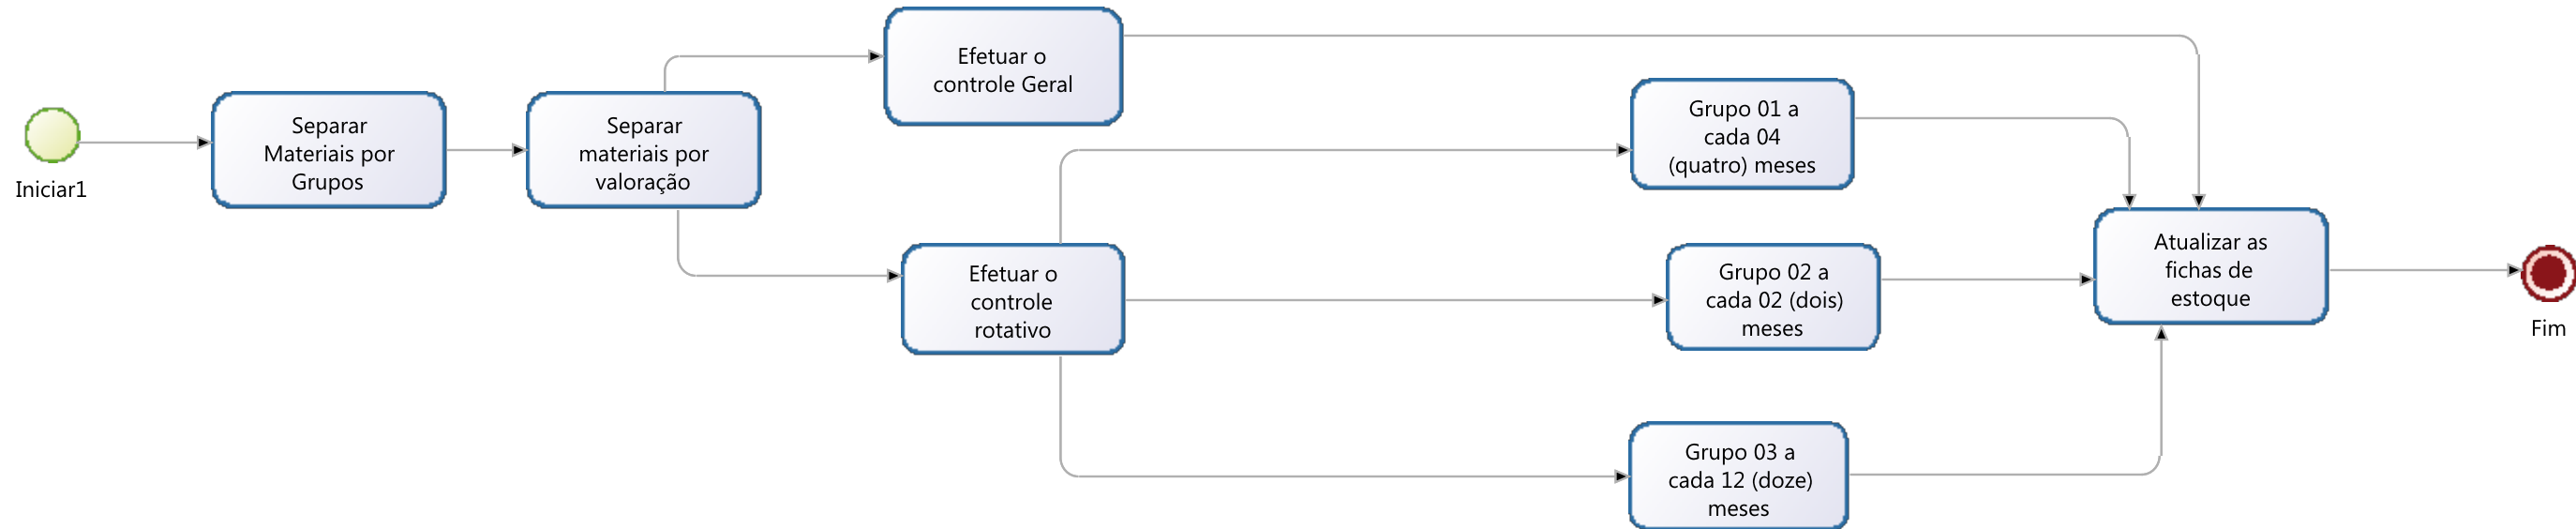 Iniciar1
Separar
Materiais por
Grupos
Separar
materiais por
valoração
Efetuar o
controle Geral
Efetuar o
controle
rotativo
Grupo 01 a
cada 04
(quatro) meses
Grupo 02 a
cada 02 (dois)
meses
Grupo 03 a
cada 12 (doze)
meses
Atualizar as
fichas de
estoque
Fim